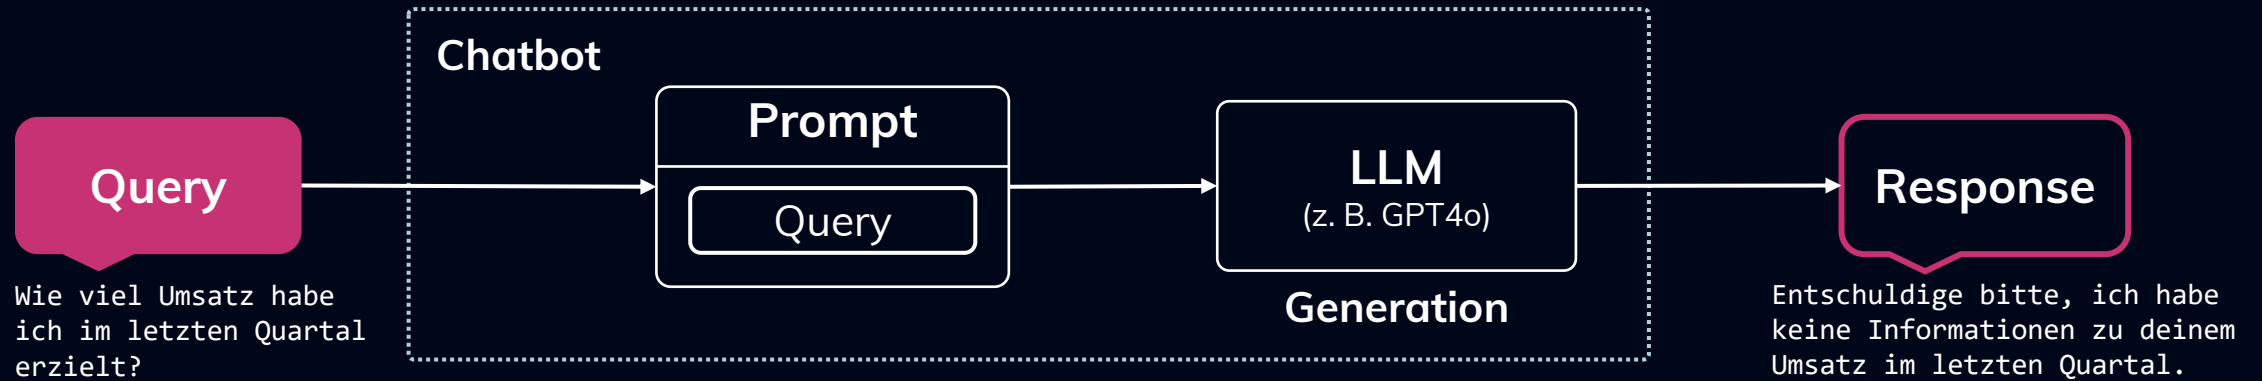 Chatbot
Query
Wie viel Umsatz habe
ich im letzten Quartal
erzielt?
Prompt
Query
LLM
(z. B. GPT4o)
Generation
Response
Entschuldige bitte, ich habe
keine Informationen zu deinem
Umsatz im letzten Quartal.